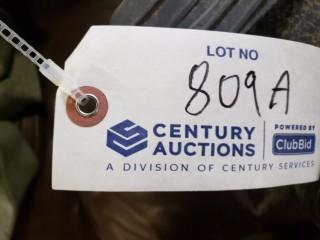 LOT NO
809A
CENTURY AUCTIONS
POWERED BY
ClubBid
A DIVISION OF CENTURY SERVICES